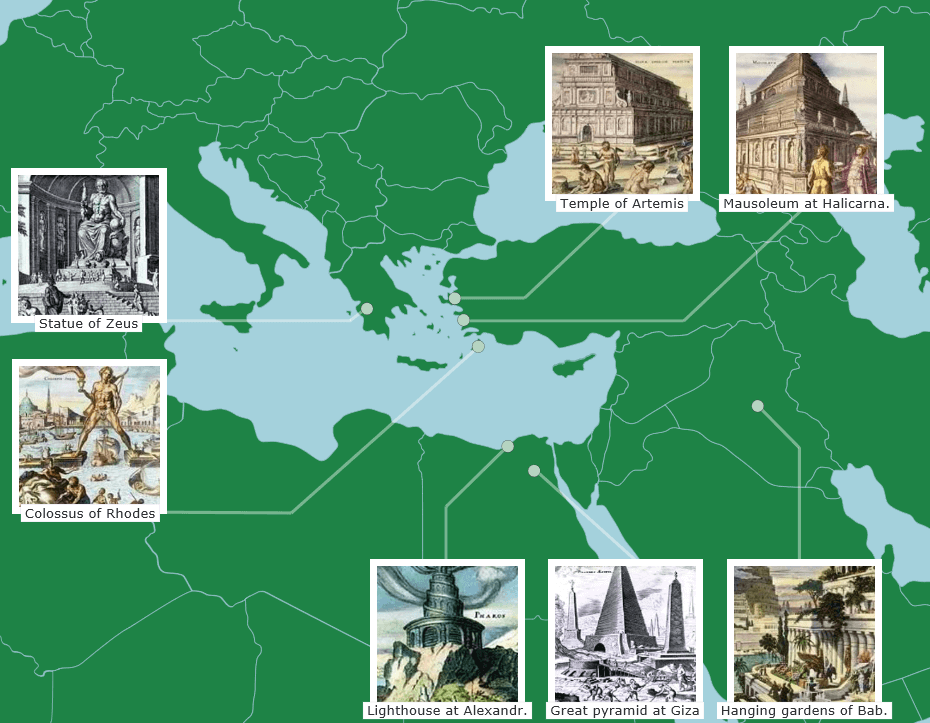 Temple of Artemis
Mausoleum at Halicarna.
Statue of Zeus
Colossus of Rhodes
PHARUS
Lighthouse at Alexandr.
Great pyramid at Giza
Hanging gardens of Bab.